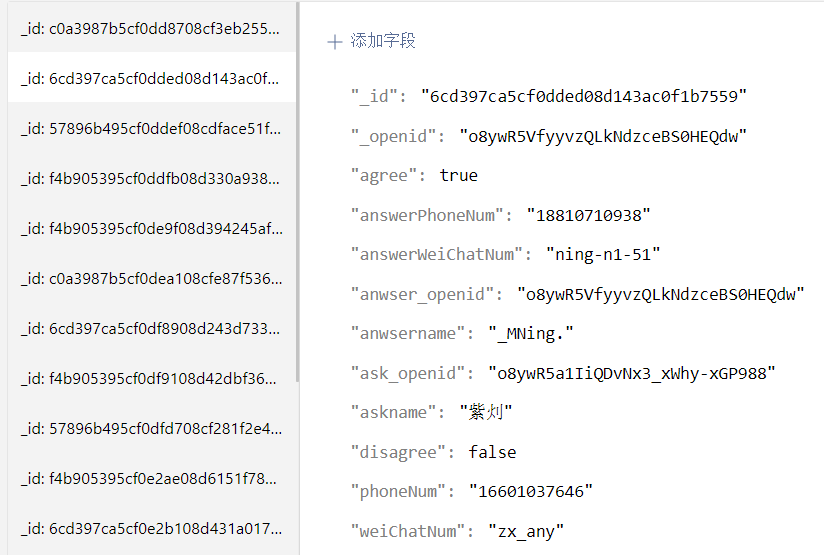 _id: c0a3987b5cf0dd8708cf3eb255...
_id: 6cd397ca5cf0dded08d143ac0f...
_id: 57896b495cf0ddef08cdface51f...
_id: f4b905395cf0ddfb08d330a938...
_id: f4b905395cf0de9f08d394245af...
_id: c0a3987b5cf0dea108cfe87f536...
_id: 6cd397ca5cf0df8908d243d733...
_id: f4b905395cf0df9108d42dbf36...
_id: 57896b495cf0dfd708cf281f2e4...
_id: f4b905395cf0e2ae08d6151f78...
_id: 6cd397ca5cf0e2b108d431a017...
+ 添加字段
"_id": "6cd397ca5cf0dded08d143ac0f1b7559"
"_openid": "o8ywR5VfyyvzQLkNdzceBS0HEQdw"
"agree": true
"answerPhoneNum": "18810710938"
"answerWeiChatNum": "ning-n1-51"
"anwser_openid": "o8ywR5VfyyvzQLkNdzceBS0HEQdw"
"anwsername": "_MNing."
"ask_openid": "o8ywR5a1IiQDvNx3_xWhy-xGP988"
"askname": "紫灲"
"disagree": false
"phoneNum": "16601037646"
"weiChatNum": "zx_any"